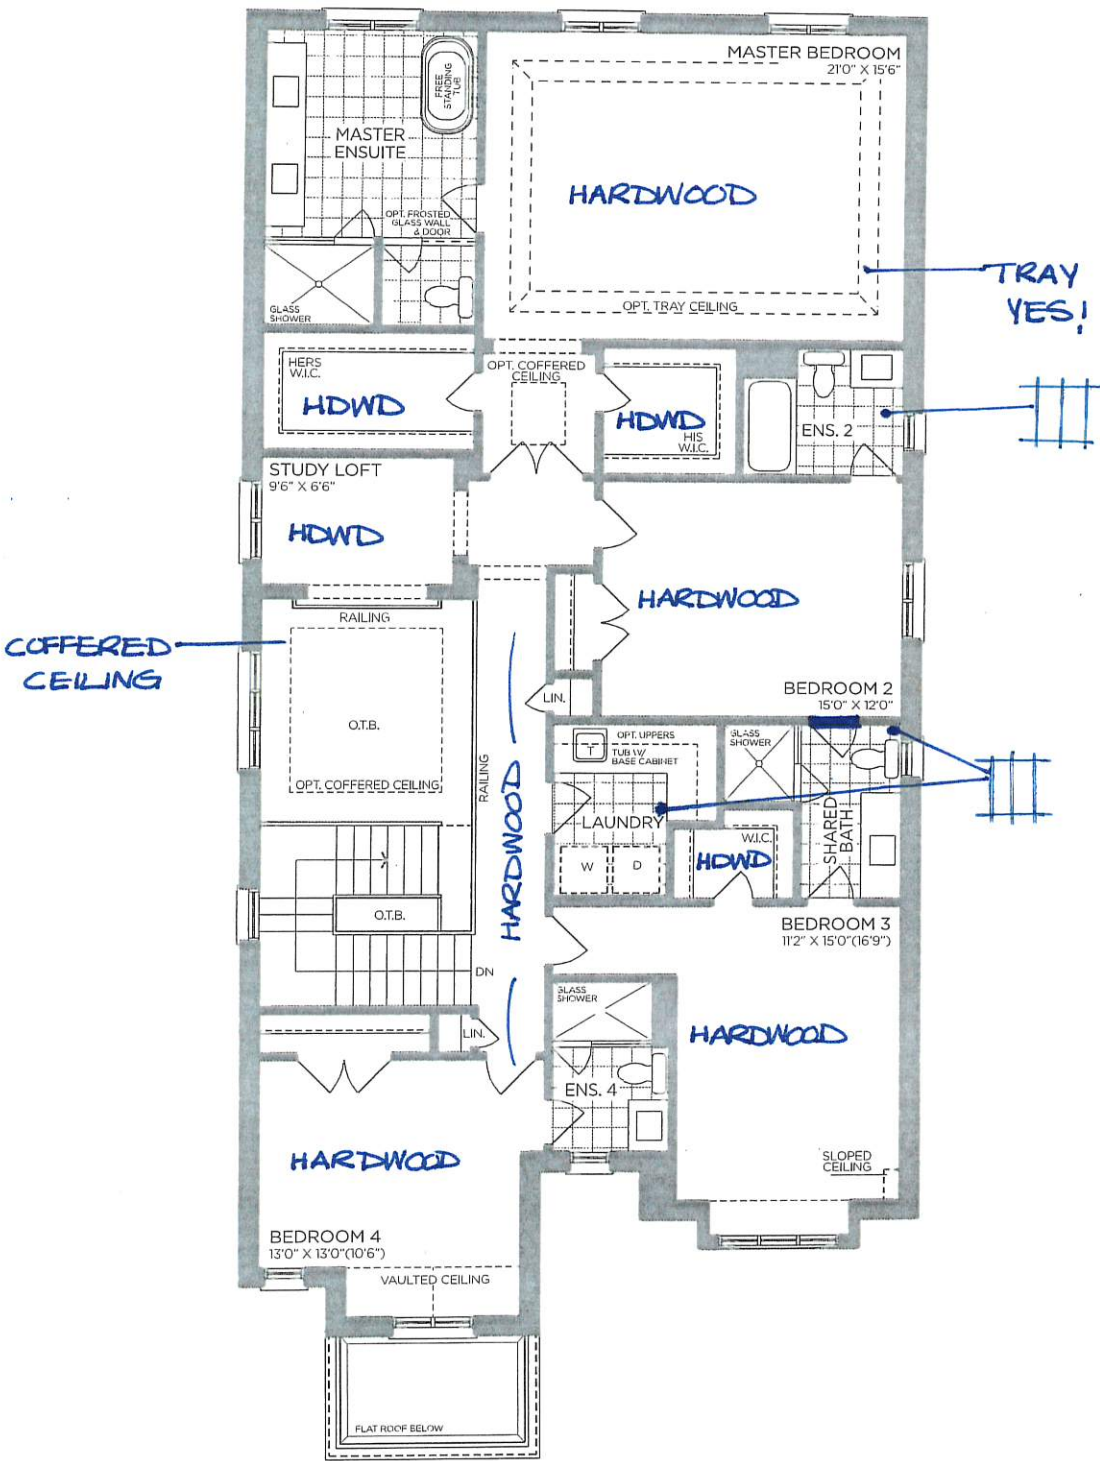 MASTER BEDROOM
21'0" X 15'6"
FREE
STANDING
TUB
MASTER
ENSUITE
HARDWOOD
OPT. FROSTED
GLASS WALL
& DOOR
TRAY
YES!
GLASS
SHOWER
OPT. TRAY CEILING
HERS
W.I.C.
OPT. COFFERED
CEILING
HDWD
HDWD
HIS
W.I.C.
ENS. 2
STUDY LOFT
9'6" X 6'6"
HDWD
HARDWOOD
RAILING
COFFERED
CEILING
BEDROOM 2
15'0" X 12'0"
LIN.
O.T.B.
OPT. UPPERS
T
TUB W/
BASE CABINET
GLASS
SHOWER
OPT. COFFERED CEILING
RAILING
HARDWOOD
LAUNDRY
W.I.C.
SHARED
BATH
W
D
HDWD
O.T.B.
BEDROOM 3
11'2" X 15'0"(16'9")
DN
GLASS
SHOWER
LIN.
HARDWOOD
ENS. 4
HARDWOOD
SLOPED
CEILING
BEDROOM 4
13'0" X 13'0"(10'6")
VAULTED CEILING
FLAT ROOF BELOW